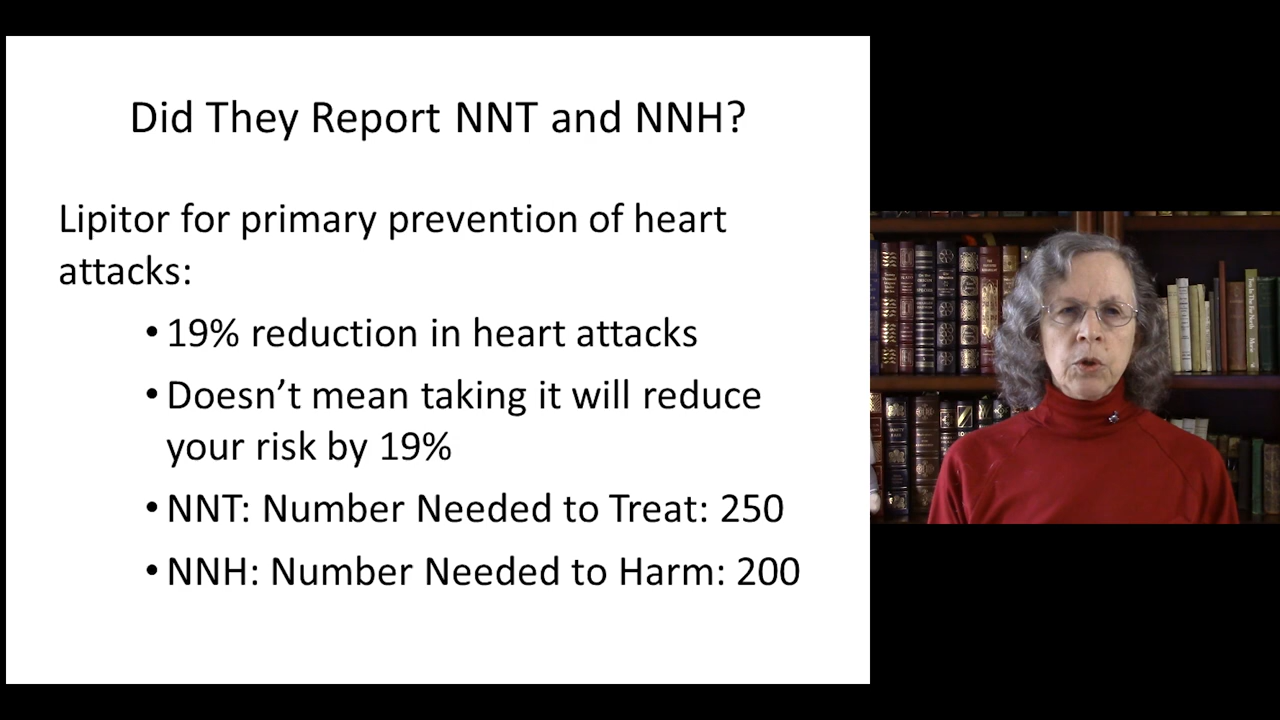 Did They Report NNT and NNH?
Lipitor for primary prevention of heart
attacks:
• 19% reduction in heart attacks
• Doesn’t mean taking it will reduce
your risk by 19%
• NNT: Number Needed to Treat: 250
• NNH: Number Needed to Harm: 200